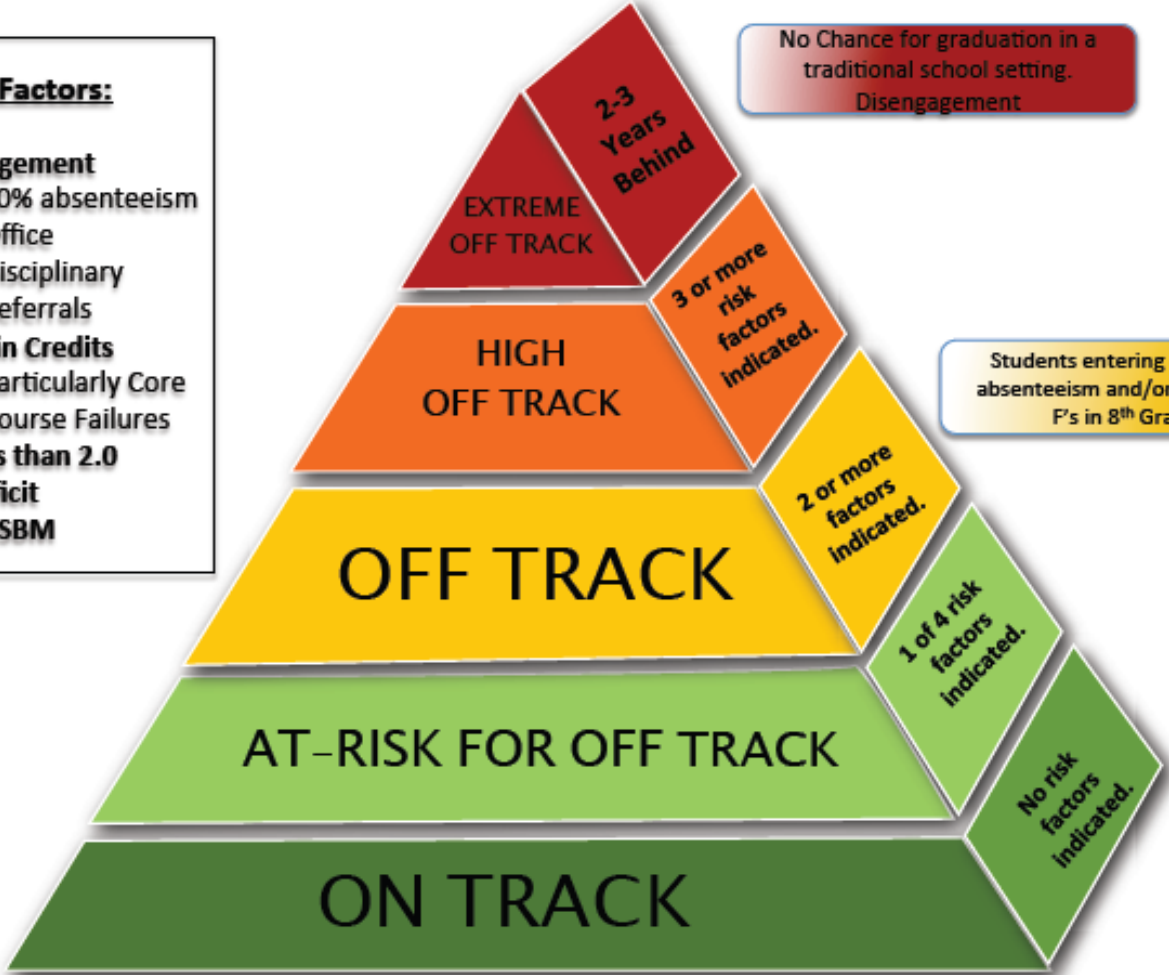 Factors:
gement
0% absenteeism
ffice
isciplinary
eferrals
in Credits
articularly Core
ourse Failures
s than 2.0
ficit
SBM
No Chance for graduation in a
traditional school setting.
Disengagement
2-3
Years
Behind
EXTREME
OFF TRACK
3 or more
risk
factors
indicated.
HIGH
OFF TRACK
Students entering
absenteeism and/or
F's in 8th Gra
2 or more
factors
indicated.
OFF TRACK
1 of 4 risk
factors
indicated.
AT-RISK FOR OFF TRACK
No risk
factors
indicated.
ON TRACK